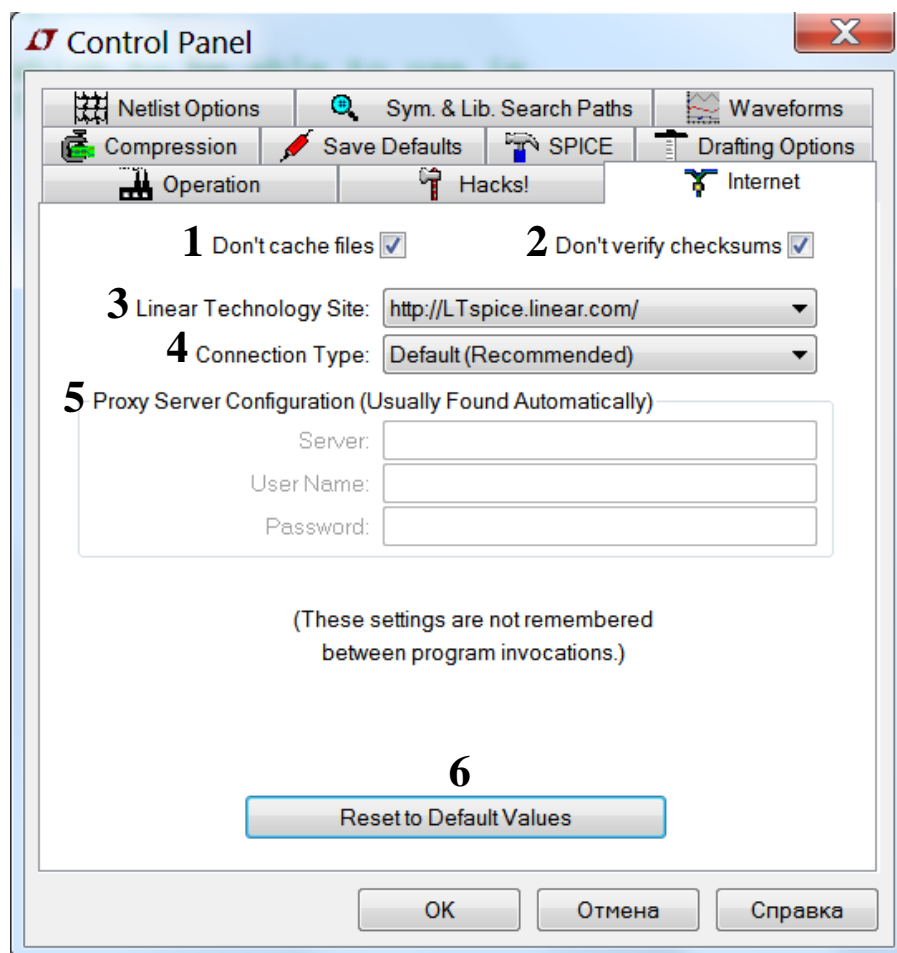 Control Panel
Netlist Options Sym. & Lib. Search Paths Waveforms
Compression Save Defaults SPICE Drafting Options
Operation Hacks! Internet
1 Don't cache files 2 Don't verify checksums
3 Linear Technology Site: http://LTspice.linear.com/
4 Connection Type: Default (Recommended)
5 Proxy Server Configuration (Usually Found Automatically)
Server:
User Name:
Password:
(These settings are not remembered
between program invocations.)
6
Reset to Default Values
OK Отмена Справка